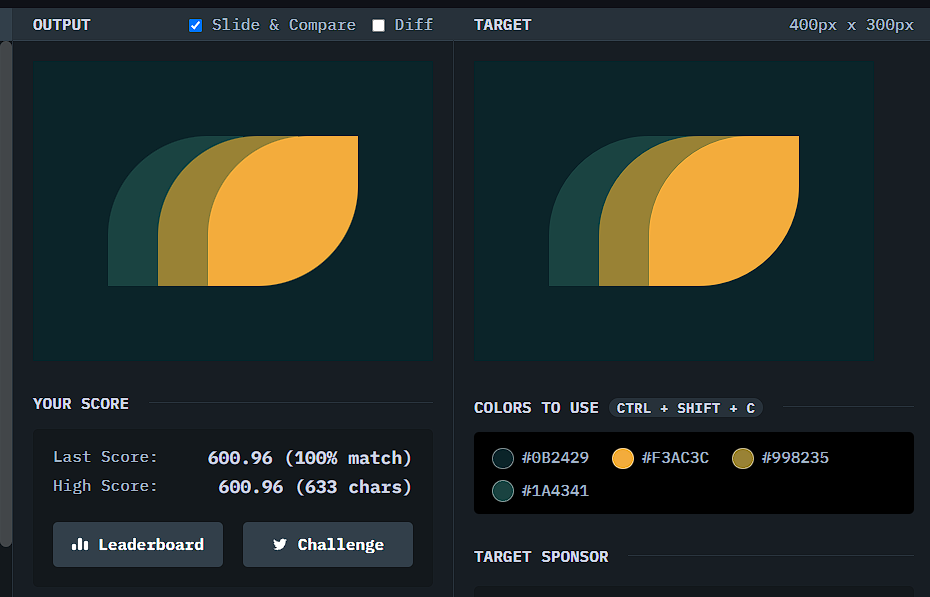 OUTPUT
Slide & Compare
Diff
TARGET
400px x 300px
YOUR SCORE
Last Score: 600.96 (100% match)
High Score: 600.96 (633 chars)
Leaderboard
Challenge
COLORS TO USE CTRL + SHIFT + C
#0B2429 #F3AC3C #998235
#1A4341
TARGET SPONSOR